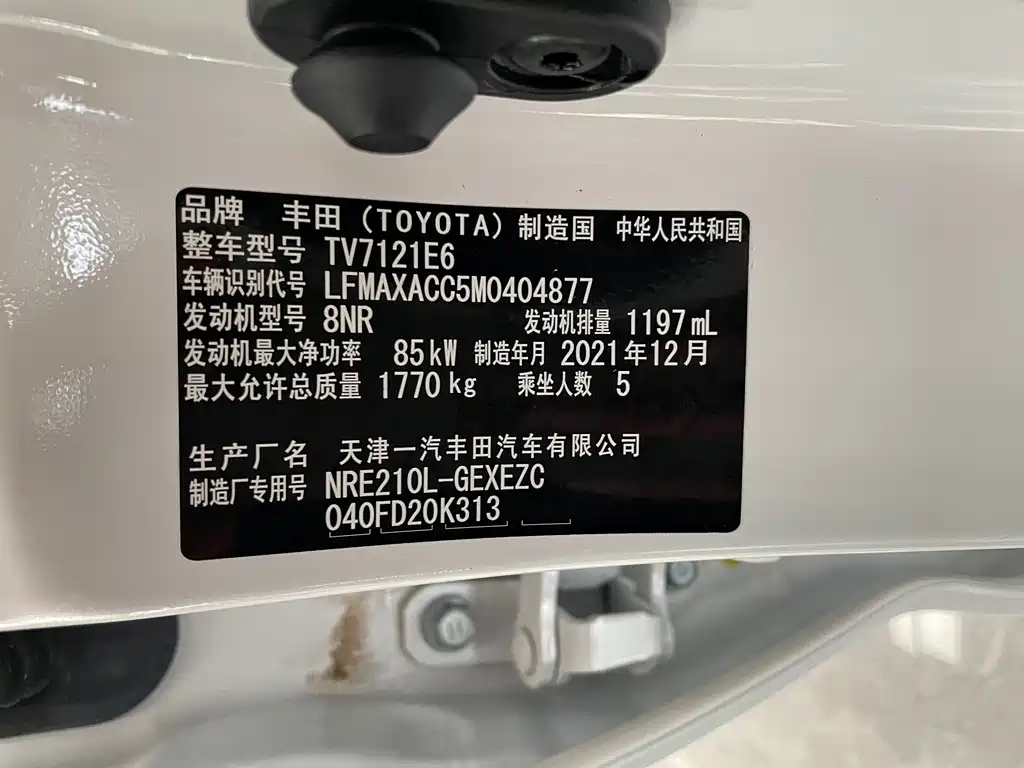 品牌 丰田（TOYOTA）制造国 中华人民共和国
整车型号 TV7121E6
车辆识别代号 LFMAXACC5M0404877
发动机型号 8NR 发动机排量 1197mL
发动机最大净功率 85kW 制造年月 2021年12月
最大允许总质量 1770kg 乘坐人数 5
生产厂名 天津一汽丰田汽车有限公司
制造厂专用号 NRE210L-GEXEZC
040FD20K313